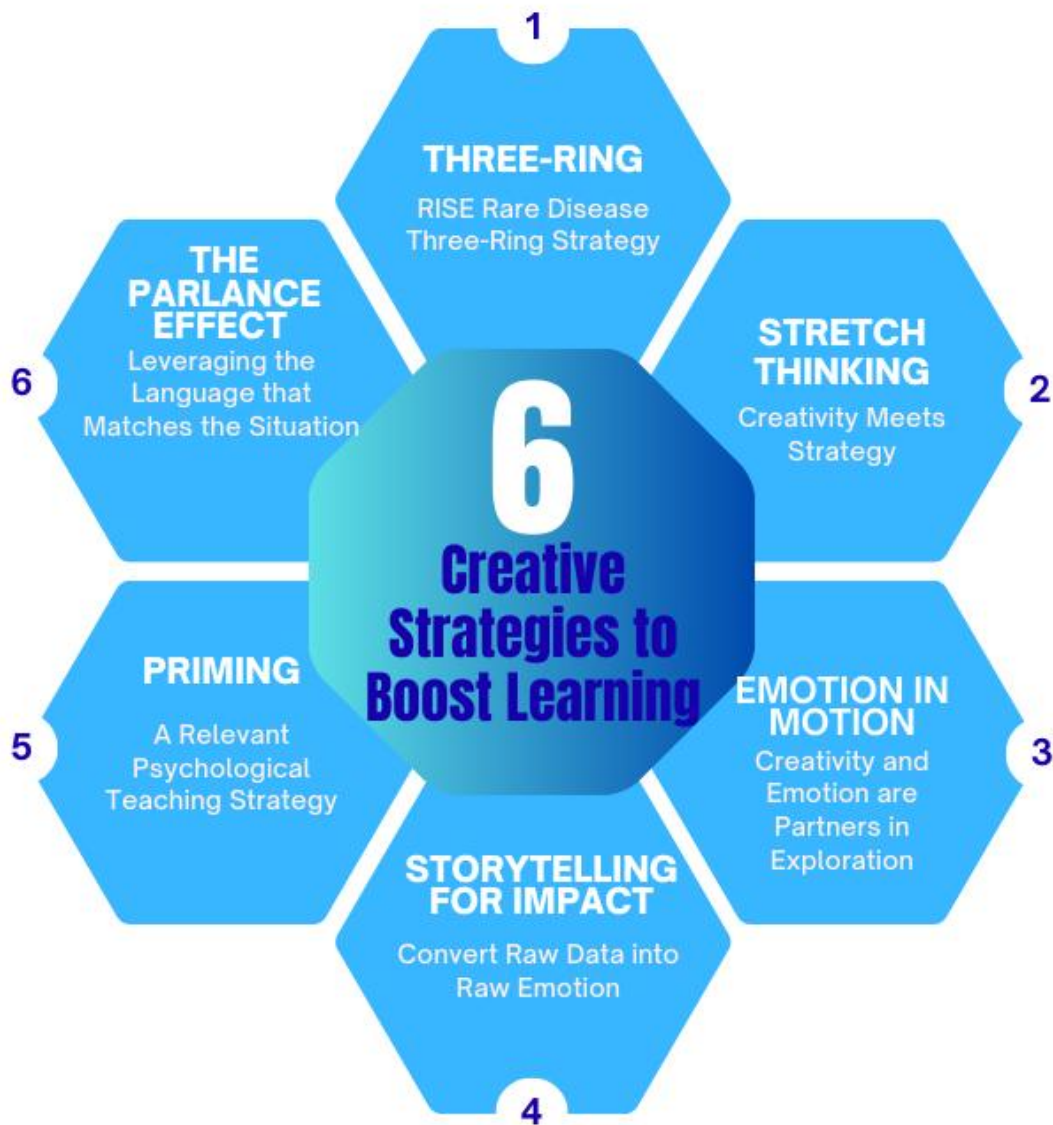 6
Creative
Strategies to
Boost Learning
1
THREE-RING
RISE Rare Disease
Three-Ring Strategy
2
STRETCH
THINKING
Creativity Meets
Strategy
3
EMOTION IN
MOTION
Creativity and
Emotion are
Partners in
Exploration
4
STORYTELLING
FOR IMPACT
Convert Raw Data into
Raw Emotion
5
PRIMING
A Relevant
Psychological
Teaching Strategy
6
THE
PARLANCE
EFFECT
Leveraging the
Language that
Matches the Situation